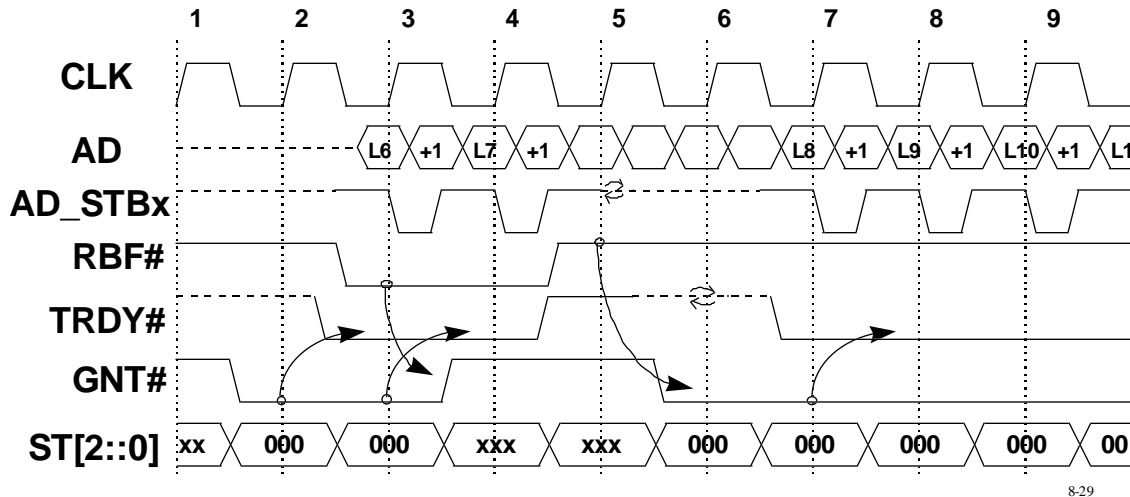 1 2 3 4 5 6 7 8 9
CLK
AD L6 +1 L7 +1 L8 +1 L9 +1 L10 +1 L1
AD_STBx
RBF#
TRDY#
GNT#
ST[2::0] xx 000 000 xxx xxx 000 000 000 000 00
8-29